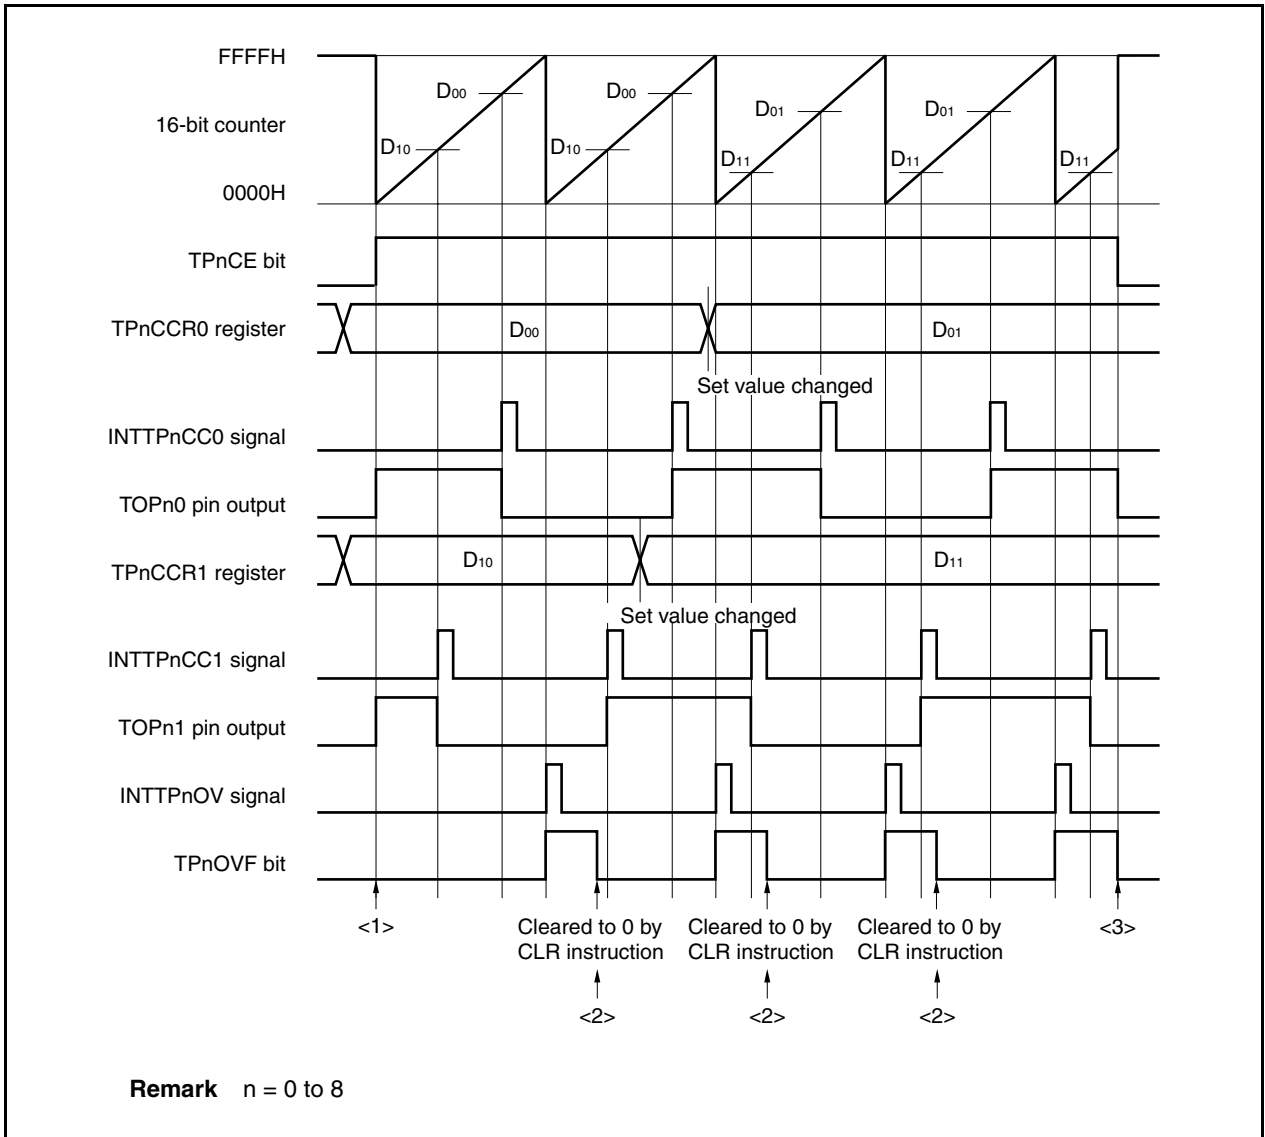 FFFFH
D00
D00
D01
D01
16-bit counter
D10
D10
D11
D11
D11
0000H
TPnCE bit
TPnCCR0 register
D00
D01
Set value changed
INTTPnCC0 signal
TOPn0 pin output
TPnCCR1 register
D10
D11
Set value changed
INTTPnCC1 signal
TOPn1 pin output
INTTPnOV signal
TPnOVF bit
<1>
Cleared to 0 by
CLR instruction
Cleared to 0 by
CLR instruction
Cleared to 0 by
CLR instruction
<3>
<2>
<2>
<2>
Remark n = 0 to 8